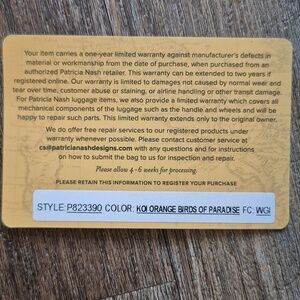 Your item carries a one-year limited warranty against manufacturer's defects in
material or workmanship from the date of purchase, when purchased from an
authorized Patricia Nash retailer. This warranty can be extended to two years if
registered online. The warranty is limited to damages not caused by normal wear and
tear over time, customer abuse or staining, or airline handling or other transit damage.
For Patricia Nash luggage items, we also provide a limited warranty which covers all
mechanical components of the luggage such as the handle and wheels and will be
happy to repair such parts. This limited warranty extends only to the original owner.
We do offer free repair services to our registered products under
warranty whenever possible. Please contact customer service at
cs@patricianashdesigns.com with any questions and for instructions
on how to submit the bag to us for inspection and repair.
Please allow 4–6 weeks for processing.
PLEASE RETAIN THIS INFORMATION TO REGISTER YOUR PURCHASE
STYLE: P823390 COLOR: KOI ORANGE BIRDS OF PARADISE FC: WGI